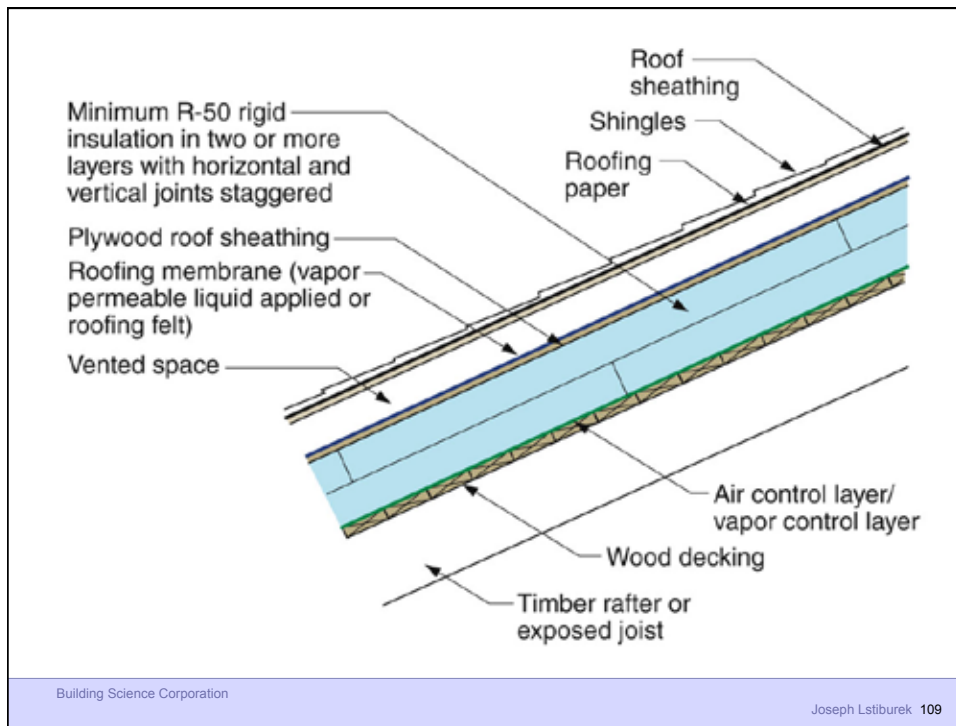 Roof
sheathing
Shingles
Roofing
paper
Minimum R-50 rigid
insulation in two or more
layers with horizontal and
vertical joints staggered
Plywood roof sheathing
Roofing membrane (vapor
permeable liquid applied or
roofing felt)
Vented space
Air control layer/
vapor control layer
Wood decking
Timber rafter or
exposed joist
Building Science Corporation
Joseph Lstiburek 109